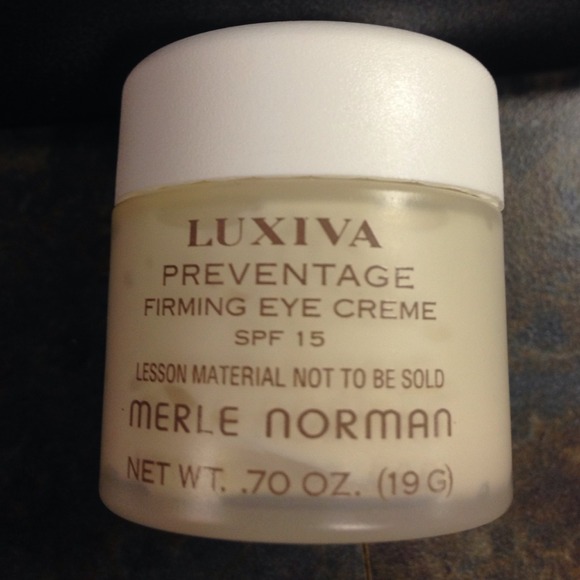 LUXIVA
PREVENTAGE
FIRMING EYE CREME
SPF 15
LESSON MATERIAL NOT TO BE SOLD
MERLE NORMAN
NET WT. .70 OZ. (19 G)